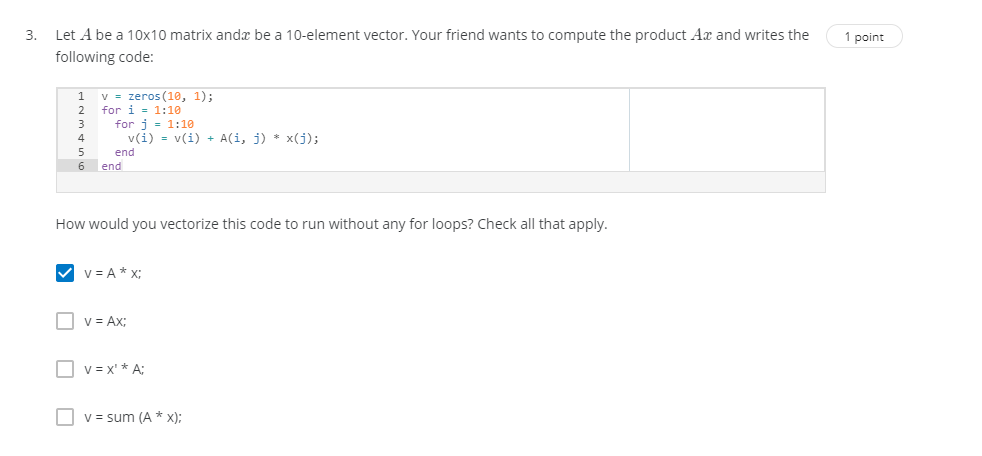 3. Let A be a 10x10 matrix andx be a 10-element vector. Your friend wants to compute the product Ax and writes the
1 point
following code:
1 v = zeros(10, 1);
2 for i = 1:10
3 for j = 1:10
4 v(i) = v(i) + A(i, j) * x(j);
5 end
6 end
How would you vectorize this code to run without any for loops? Check all that apply.
v = A * x;
v = Ax;
v = x' * A;
v = sum (A * x);